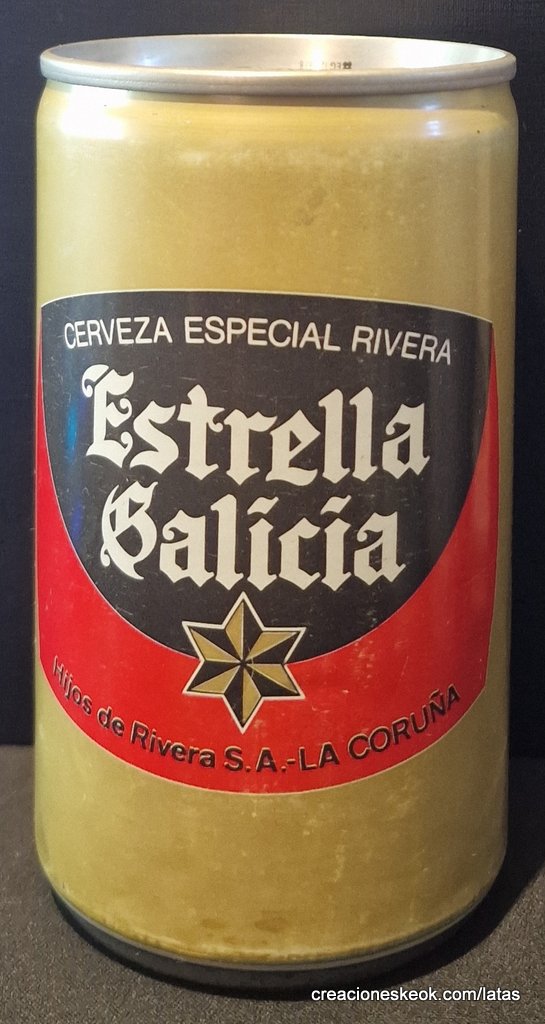 CERVEZA ESPECIAL RIVERA
Estrella
Galicia
Hijos de Rivera S.A.-LA CORUÑA
creacioneskeok.com/latas